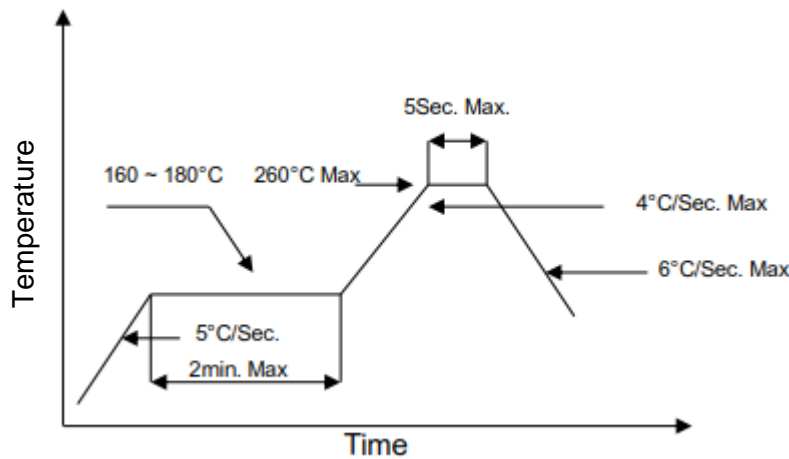 5Sec. Max.
160 ~ 180°C
260°C Max
4°C/Sec. Max
6°C/Sec. Max
5°C/Sec.
2min. Max
Temperature
Time